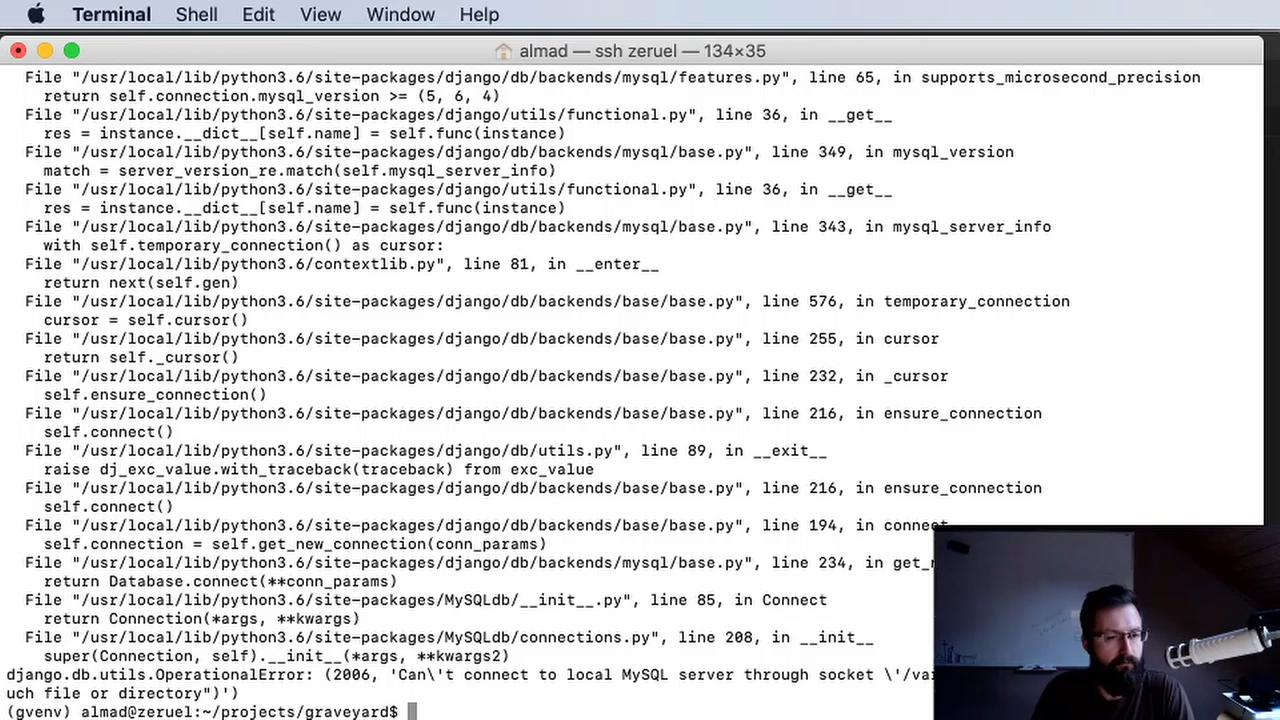 Terminal Shell Edit View Window Help
almad — ssh zeruel — 134×35
File "/usr/local/lib/python3.6/site-packages/django/db/backends/mysql/features.py", line 65, in supports_microsecond_precision
return self.connection.mysql_version >= (5, 6, 4)
File "/usr/local/lib/python3.6/site-packages/django/utils/functional.py", line 36, in __get__
res = instance.__dict__[self.name] = self.func(instance)
File "/usr/local/lib/python3.6/site-packages/django/db/backends/mysql/base.py", line 349, in mysql_version
match = server_version_re.match(self.mysql_server_info)
File "/usr/local/lib/python3.6/site-packages/django/utils/functional.py", line 36, in __get__
res = instance.__dict__[self.name] = self.func(instance)
File "/usr/local/lib/python3.6/site-packages/django/db/backends/mysql/base.py", line 343, in mysql_server_info
with self.temporary_connection() as cursor:
File "/usr/local/lib/python3.6/contextlib.py", line 81, in __enter__
return next(self.gen)
File "/usr/local/lib/python3.6/site-packages/django/db/backends/base/base.py", line 576, in temporary_connection
cursor = self.cursor()
File "/usr/local/lib/python3.6/site-packages/django/db/backends/base/base.py", line 255, in cursor
return self._cursor()
File "/usr/local/lib/python3.6/site-packages/django/db/backends/base/base.py", line 232, in _cursor
self.ensure_connection()
File "/usr/local/lib/python3.6/site-packages/django/db/backends/base/base.py", line 216, in ensure_connection
self.connect()
File "/usr/local/lib/python3.6/site-packages/django/db/utils.py", line 89, in __exit__
raise dj_exc_value.with_traceback(traceback) from exc_value
File "/usr/local/lib/python3.6/site-packages/django/db/backends/base/base.py", line 216, in ensure_connection
self.connect()
File "/usr/local/lib/python3.6/site-packages/django/db/backends/base/base.py", line 194, in connect
self.connection = self.get_new_connection(conn_params)
File "/usr/local/lib/python3.6/site-packages/django/db/backends/mysql/base.py", line 234, in get_
return Database.connect(**conn_params)
File "/usr/local/lib/python3.6/site-packages/MySQLdb/__init__.py", line 85, in Connect
return Connection(*args, **kwargs)
File "/usr/local/lib/python3.6/site-packages/MySQLdb/connections.py", line 208, in __init__
super(Connection, self).__init__(*args, **kwargs2)
django.db.utils.OperationalError: (2006, 'Can\'t connect to local MySQL server through socket \'/va
uch file or directory")')
(gvenv) almad@zeruel:~/projects/graveyard$